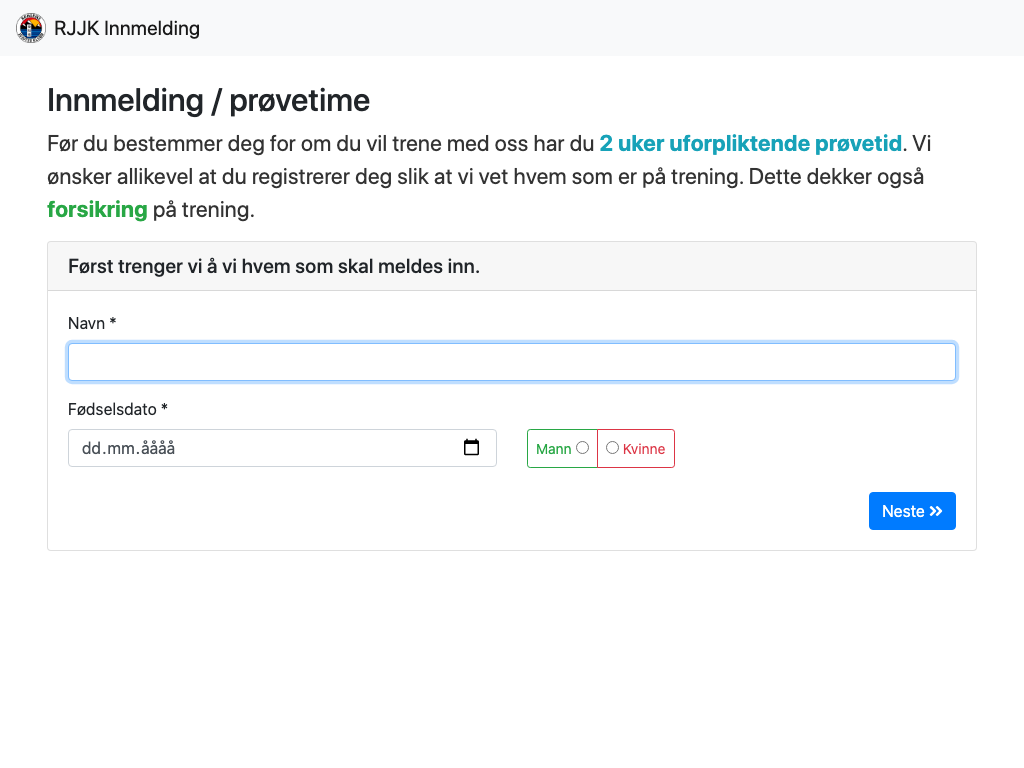 RJJK Innmelding
Innmelding / prøvetime
Før du bestemmer deg for om du vil trene med oss har du 2 uker uforpliktende prøvetid. Vi
ønsker allikevel at du registrerer deg slik at vi vet hvem som er på trening. Dette dekker også
forsikring på trening.
Først trenger vi å vi hvem som skal meldes inn.
Navn *
Fødselsdato *
dd.mm.åååå
Mann
Kvinne
Neste